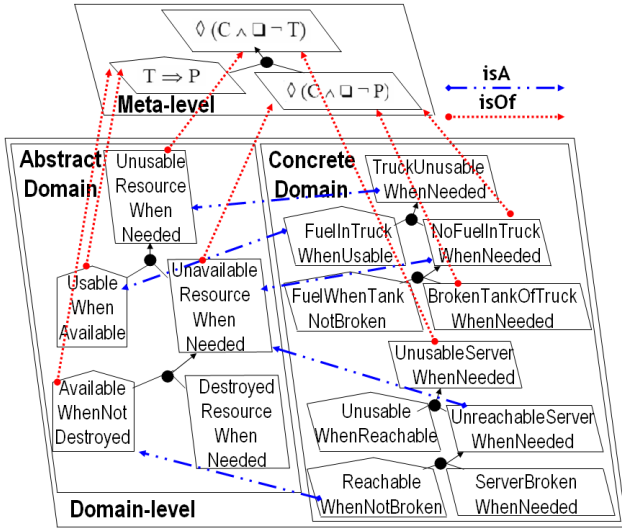 ◊ (C ∧ ❑ ¬ T)
T ⇒ P
◊ (C ∧ ❑ ¬ P)
Meta-level
isA
isOf
Abstract
Domain
Unusable
Resource
When
Needed
Usable
When
Available
Unavailable
Resource
When
Needed
Available
WhenNot
Destroyed
Destroyed
Resource
When
Needed
Domain-level
Concrete
Domain
TruckUnusable
WhenNeeded
FuelInTruck
WhenUsable
NoFuelInTruck
WhenNeeded
FuelWhenTank
NotBroken
BrokenTankOfTruck
WhenNeeded
UnusableServer
WhenNeeded
Unusable
WhenReachable
UnreachableServer
WhenNeeded
Reachable
WhenNotBroken
ServerBroken
WhenNeeded